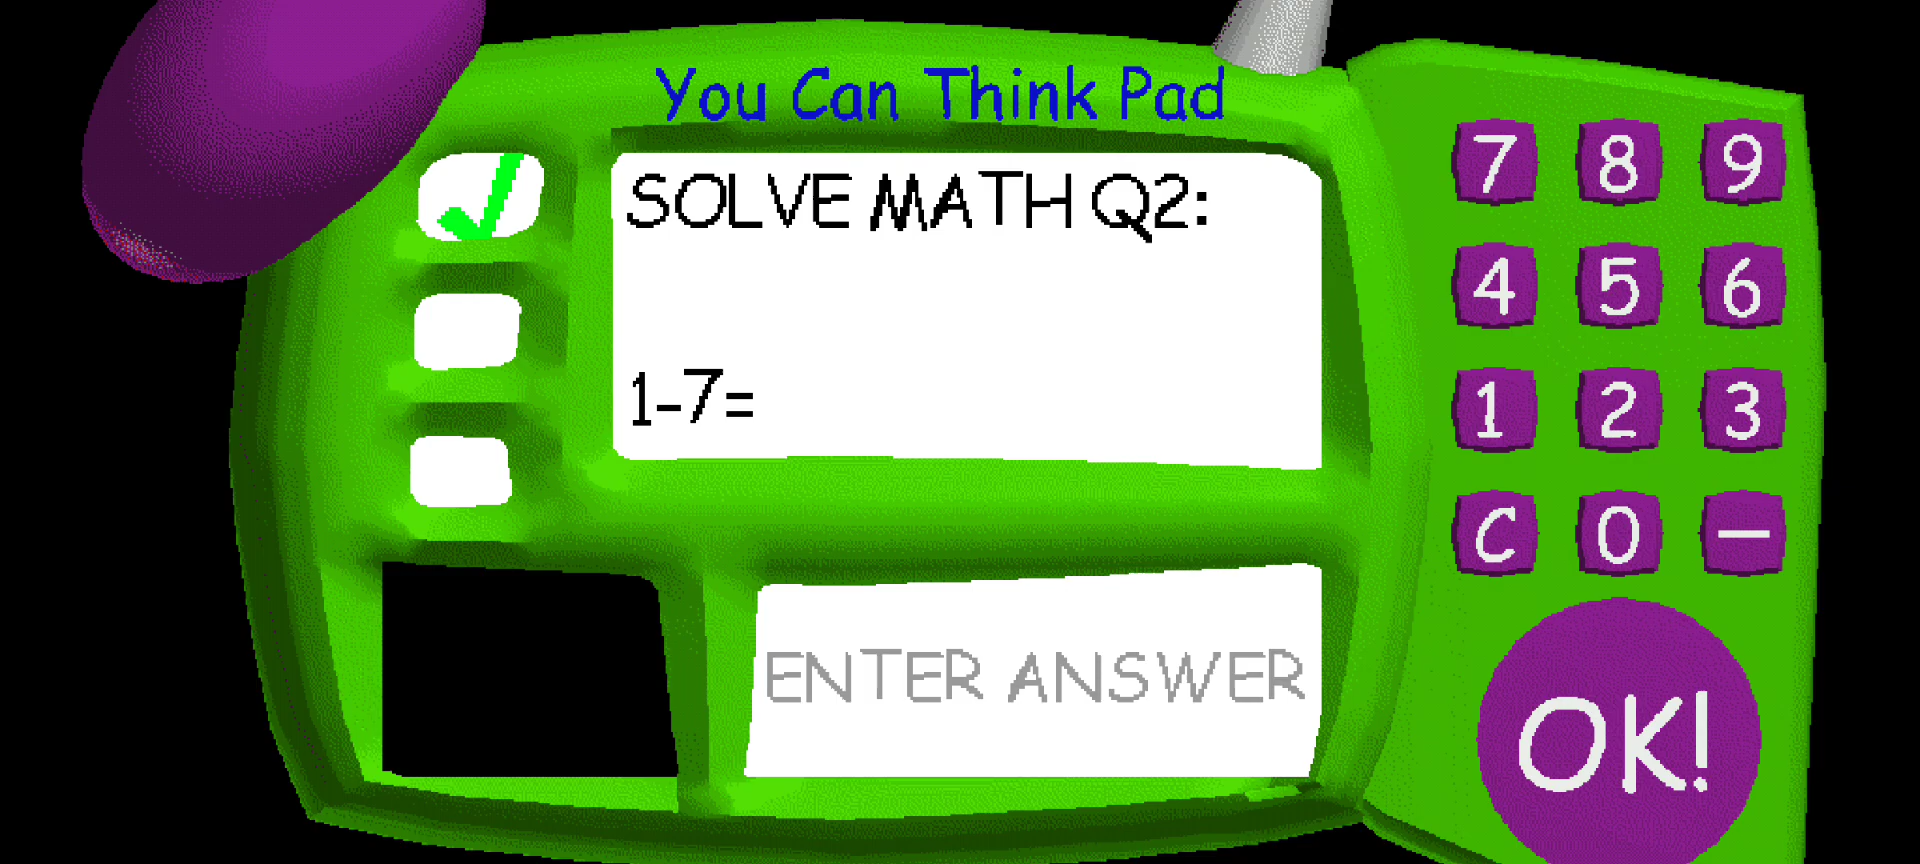 You Can Think Pad
SOLVE MATH Q2:
1-7=
ENTER ANSWER
7 8 9
4 5 6
1 2 3
C 0 -
OK!